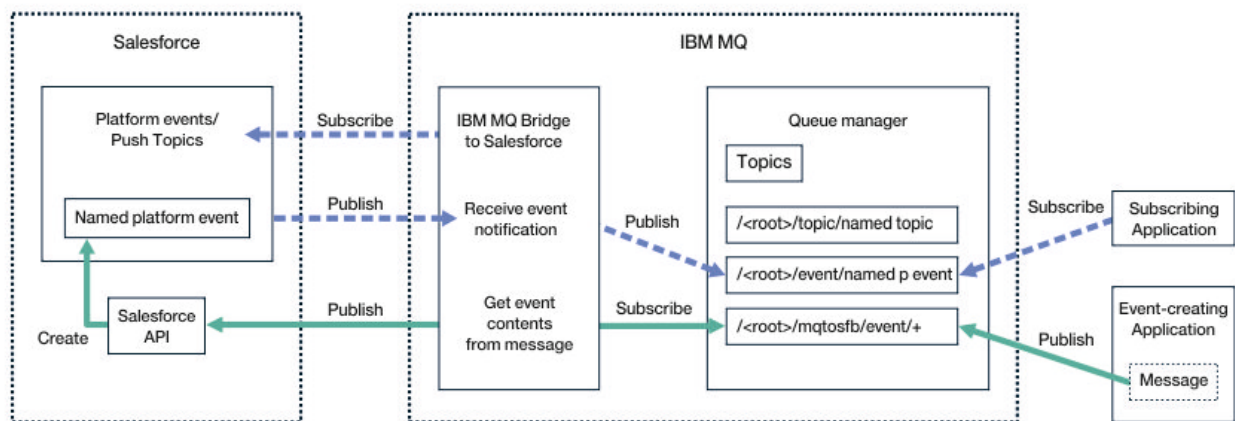 Salesforce
IBM MQ
Platform events/
Push Topics
Subscribe
IBM MQ Bridge
to Salesforce
Queue manager
Topics
Named platform event
Publish
Receive event
notification
Publish
/<root>/topic/named topic
Subscribe
Subscribing
Application
/<root>/event/named p event
Create
Salesforce
API
Publish
Get event
contents
from message
Subscribe
/<root>/mqtosfb/event/+
Publish
Event-creating
Application
Message